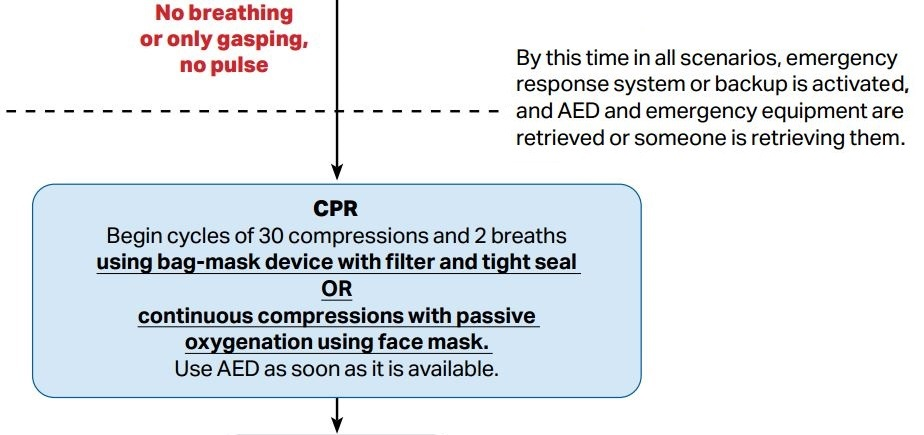 No breathing
or only gasping,
no pulse
By this time in all scenarios, emergency
response system or backup is activated,
and AED and emergency equipment are
retrieved or someone is retrieving them.
CPR
Begin cycles of 30 compressions and 2 breaths
using bag-mask device with filter and tight seal
OR
continuous compressions with passive
oxygenation using face mask.
Use AED as soon as it is available.